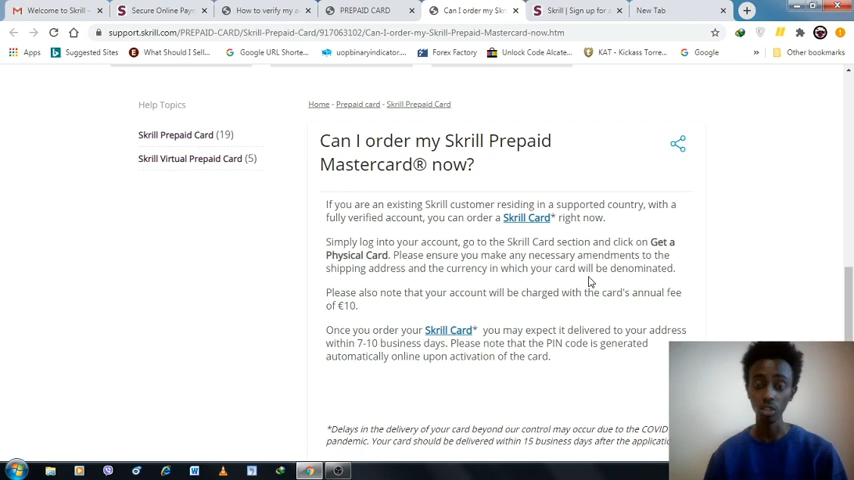 Welcome to Skrill -
Secure Online Pay
How to verify my a
PREPAID CARD
Can I order my Sk
Skrill | Sign up for a
New Tab
support.skrill.com/PREPAID-CARD/Skrill-Prepaid-Card/917063102/Can-I-order-my-Skrill-Prepaid-Mastercard-now.htm
Apps
Suggested Sites
What Should I Sell...
Google URL Shorte...
uopbinaryindicator...
Forex Factory
Unlock Code Alcate...
KAT - Kickass Torre...
Google
»
Other bookmarks
Help Topics
Home - Prepaid card - Skrill Prepaid Card
Skrill Prepaid Card (19)
Skrill Virtual Prepaid Card (5)
Can I order my Skrill Prepaid
Mastercard® now?
If you are an existing Skrill customer residing in a supported country, with a
fully verified account, you can order a Skrill Card* right now.
Simply log into your account, go to the Skrill Card section and click on Get a
Physical Card. Please ensure you make any necessary amendments to the
shipping address and the currency in which your card will be denominated.
Please also note that your account will be charged with the card's annual fee
of €10.
Once you order your Skrill Card* you may expect it delivered to your address
within 7-10 business days. Please note that the PIN code is generated
automatically online upon activation of the card.
*Delays in the delivery of your card beyond our control may occur due to the COVID
pandemic. Your card should be delivered within 15 business days after the applicatio